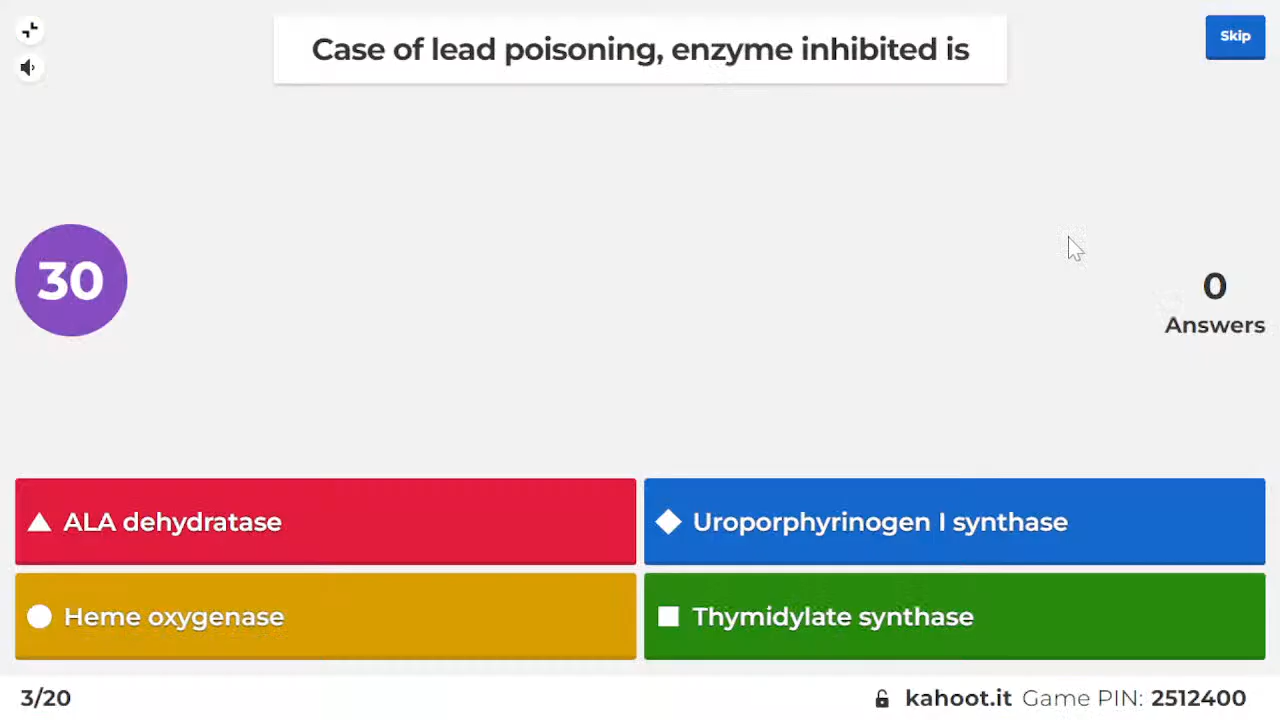 Case of lead poisoning, enzyme inhibited is
Skip
30
0
Answers
ALA dehydratase
Uroporphyrinogen I synthase
Heme oxygenase
Thymidylate synthase
3/20
kahoot.it Game PIN: 2512400